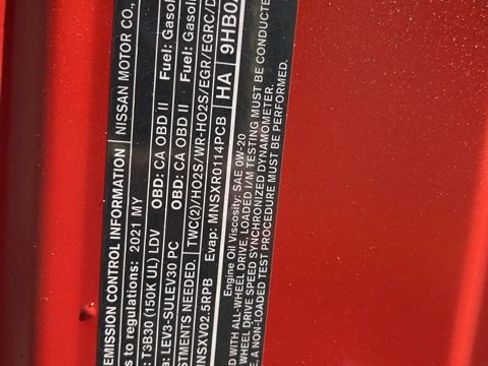 EMISSION CONTROL INFORMATION NISSAN MOTOR CO.,
s to regulations: 2021 MY
: T3B30 (150K UL) LDV OBD: CA OBD II Fuel: Gasoli
a: LEV3-SULEV30 PC OBD: CA OBD II Fuel: Gasoli
STMENTS NEEDED. TWC(2)/HO2S/WR-HO2S/EGR/EGRC/D
NSXV02.5RPB Evap: MNSXR0114PCB HA 9HB0
Engine Oil Viscosity: SAE 0W-20
D WITH ALL-WHEEL DRIVE, LOADED I/M TESTING MUST BE CONDUCTE
WHEEL DRIVE SPEED SYNCHRONIZED DYNAMOMETER.
E, A NON-LOADED TEST PROCEDURE MUST BE PERFORMED.